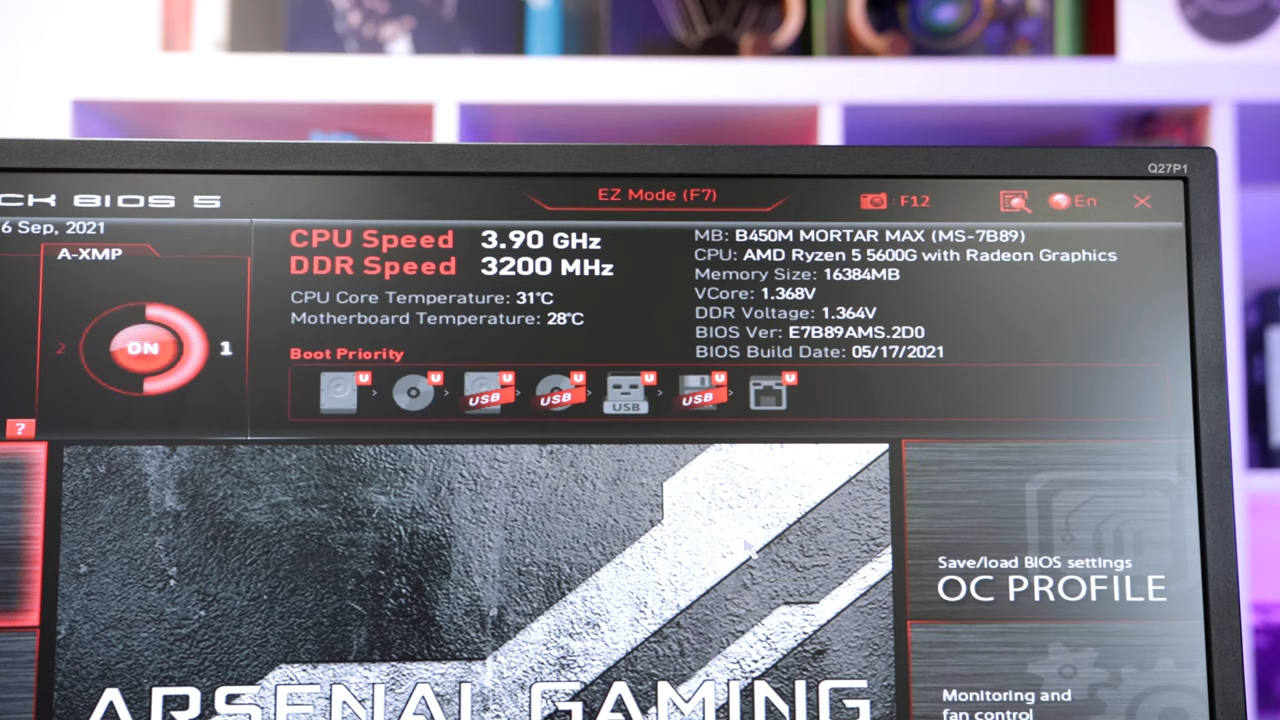 Q27P1
CK BIOS 5
EZ Mode (F7)
: F12
En
6 Sep, 2021
A-XMP
2
ON
1
?
CPU Speed 3.90 GHz
DDR Speed 3200 MHz
CPU Core Temperature: 31°C
Motherboard Temperature: 28°C
MB: B450M MORTAR MAX (MS-7B89)
CPU: AMD Ryzen 5 5600G with Radeon Graphics
Memory Size: 16384MB
VCore: 1.368V
DDR Voltage: 1.364V
BIOS Ver: E7B89AMS.2D0
BIOS Build Date: 05/17/2021
Boot Priority
U U U U U U U
USB USB USB USB
Save/load BIOS settings
OC PROFILE
ARSENAL GAMING
Monitoring and
fan control